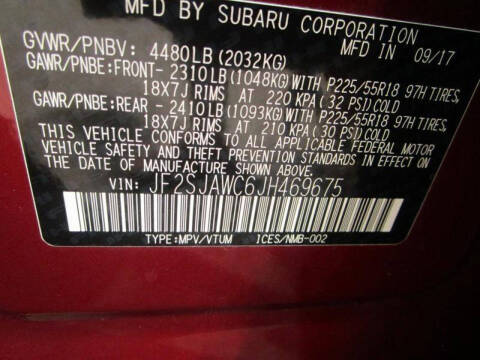 MFD BY SUBARU CORPORATION
GVWR/PNBV: 4480LB (2032KG) MFD IN 09/17
GAWR/PNBE:FRONT- 2310LB(1048KG)WITH P225/55R18 97H TIRES,
18X7J RIMS AT 220 KPA (32 PSI)COLD
GAWR/PNBE:REAR - 2410LB(1093KG)WITH P225/55R18 97H TIRES,
18X7J RIMS AT 210 KPA(30 PSI)COLD
THIS VEHICLE CONFORMS TO ALL APPLICABLE FEDERAL MOTOR
VEHICLE SAFETY AND THEFT PREVENTION STANDARDS IN EFFECT ON
THE DATE OF MANUFACTURE SHOWN ABOVE.
VIN: JF2SJAWC6JH469675
TYPE:MPV/VTUM ICES/NMB-002